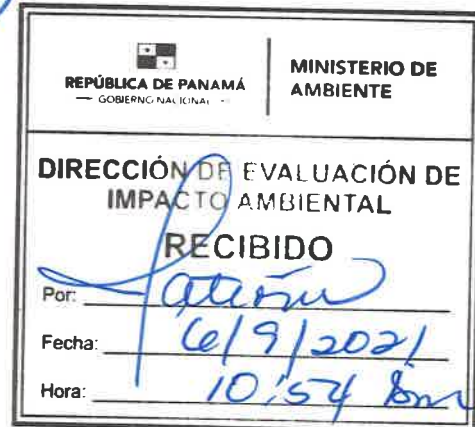 REPÚBLICA DE PANAMÁ
— GOBIERNO NACIONAL —
MINISTERIO DE
AMBIENTE
DIRECCIÓN DE EVALUACIÓN DE
IMPACTO AMBIENTAL
RECIBIDO
Por:
Fecha: 6/9/2021
Hora: 10:54